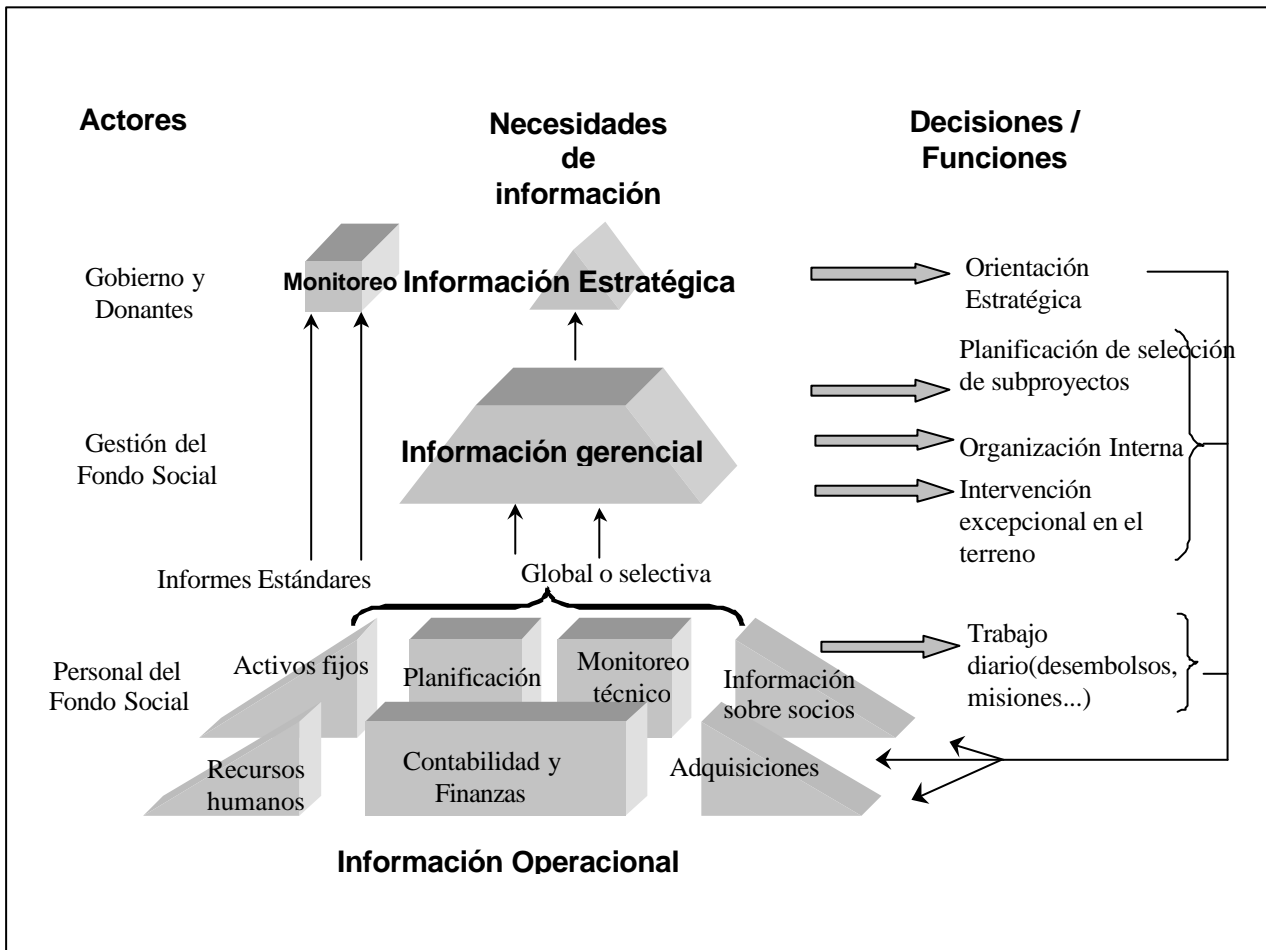 Actores
Necesidades
de
información
Decisiones /
Funciones
Gobierno y
Donantes
Monitoreo
Información Estratégica
Orientación
Estratégica
Planificación de selección
de subproyectos
Gestión del
Fondo Social
Información gerencial
Organización Interna
Intervención
excepcional en el
terreno
Informes Estándares
Global o selectiva
Personal del
Fondo Social
Activos fijos
Planificación
Monitoreo
técnico
Información
sobre socios
Trabajo
diario(desembolsos,
misiones...)
Recursos
humanos
Contabilidad y
Finanzas
Adquisiciones
Información Operacional